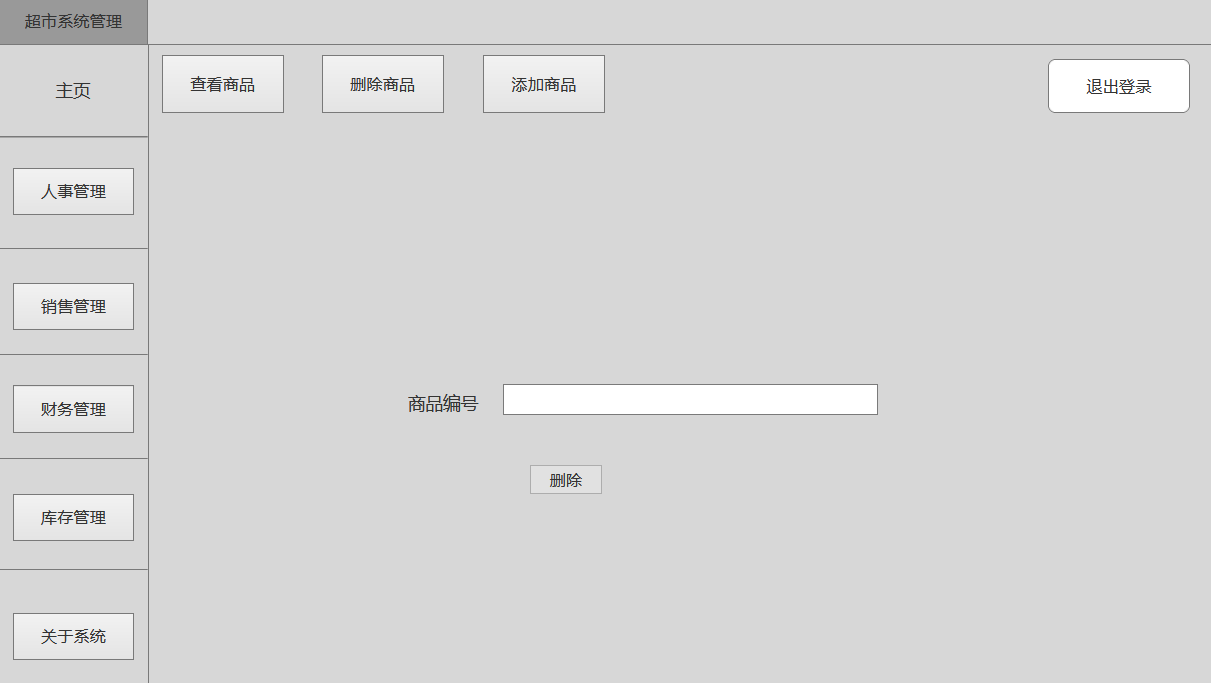 超市系统管理
主页
查看商品
删除商品
添加商品
退出登录
人事管理
销售管理
财务管理
商品编号
删除
库存管理
关于系统